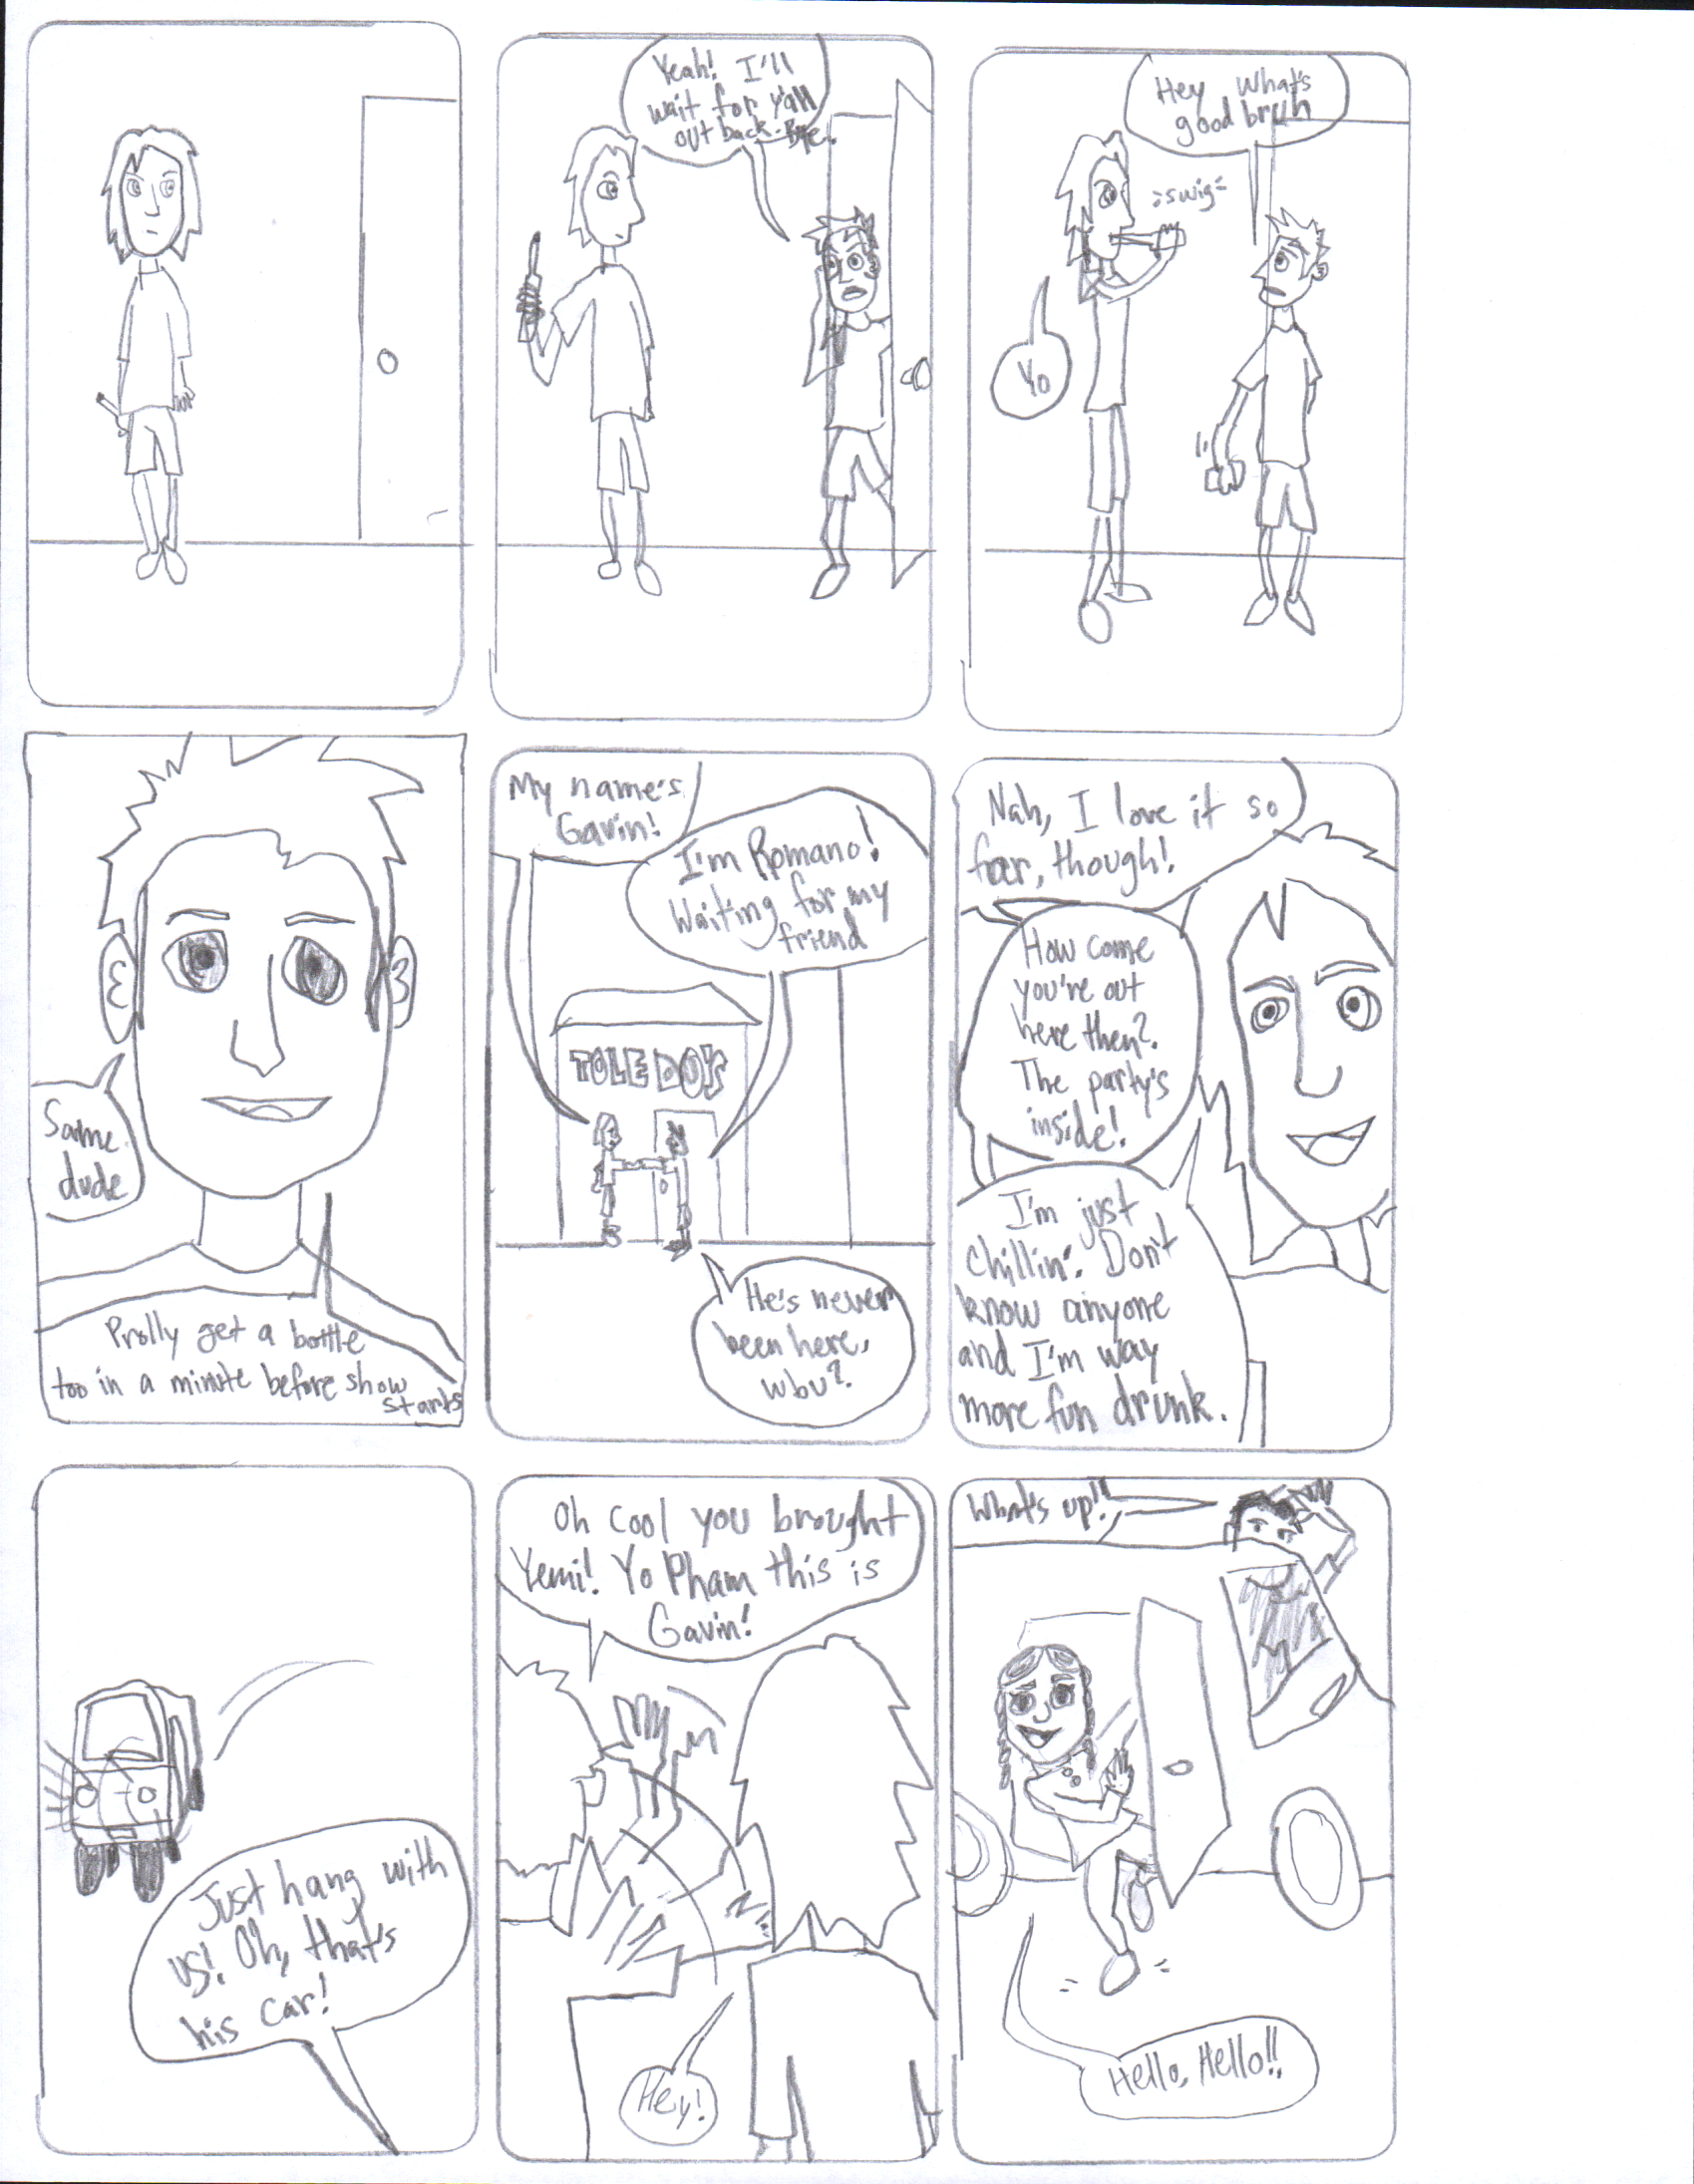 Yeah! I'll
wait for y'all
out back. Bye.
Hey What's
good bruh
=swig=
Yo
Same
dude
Prolly get a bottle
too in a minute before show
starts
My name's
Gavin!
I'm Romano!
Waiting for my
friend
TOLEDO'S
He's never
been here,
wbu?
Nah, I love it so
far, though!
How come
you're out
here then?
The party's
inside!
I'm just
chillin'. Don't
know anyone
and I'm way
more fun drunk.
Just hang with
us! Oh, that's
his car!
Oh cool you brought
Yemi! Yo Pham this is
Gavin!
Hey!
What's up!!
Hello, Hello!!